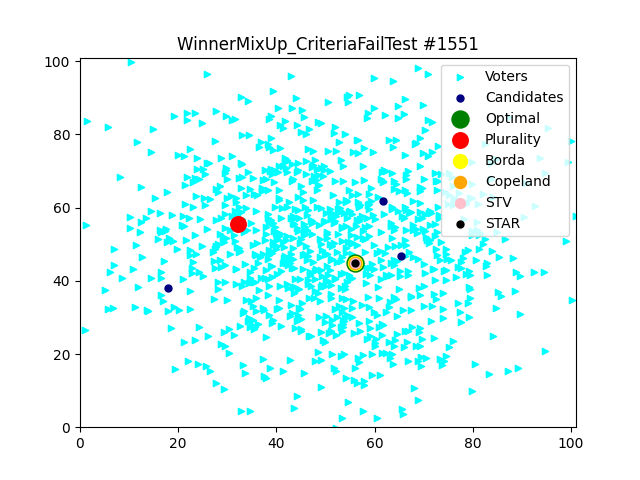 WinnerMixUp_CriteriaFailTest #1551
100
80
60
40
20
0
0
20
40
60
80
100
Voters
Candidates
Optimal
Plurality
Borda
Copeland
STV
STAR